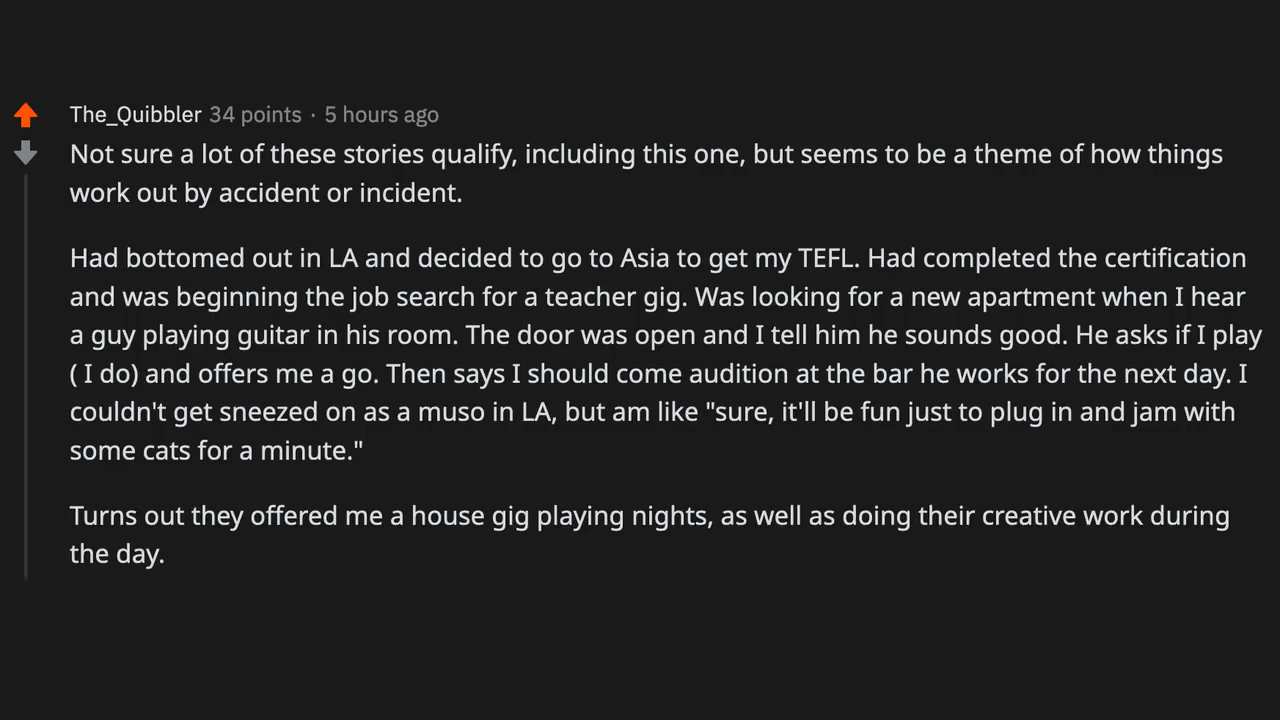 The_Quibbler 34 points · 5 hours ago
Not sure a lot of these stories qualify, including this one, but seems to be a theme of how things
work out by accident or incident.
Had bottomed out in LA and decided to go to Asia to get my TEFL. Had completed the certification
and was beginning the job search for a teacher gig. Was looking for a new apartment when I hear
a guy playing guitar in his room. The door was open and I tell him he sounds good. He asks if I play
( I do) and offers me a go. Then says I should come audition at the bar he works for the next day. I
couldn't get sneezed on as a muso in LA, but am like "sure, it'll be fun just to plug in and jam with
some cats for a minute."
Turns out they offered me a house gig playing nights, as well as doing their creative work during
the day.